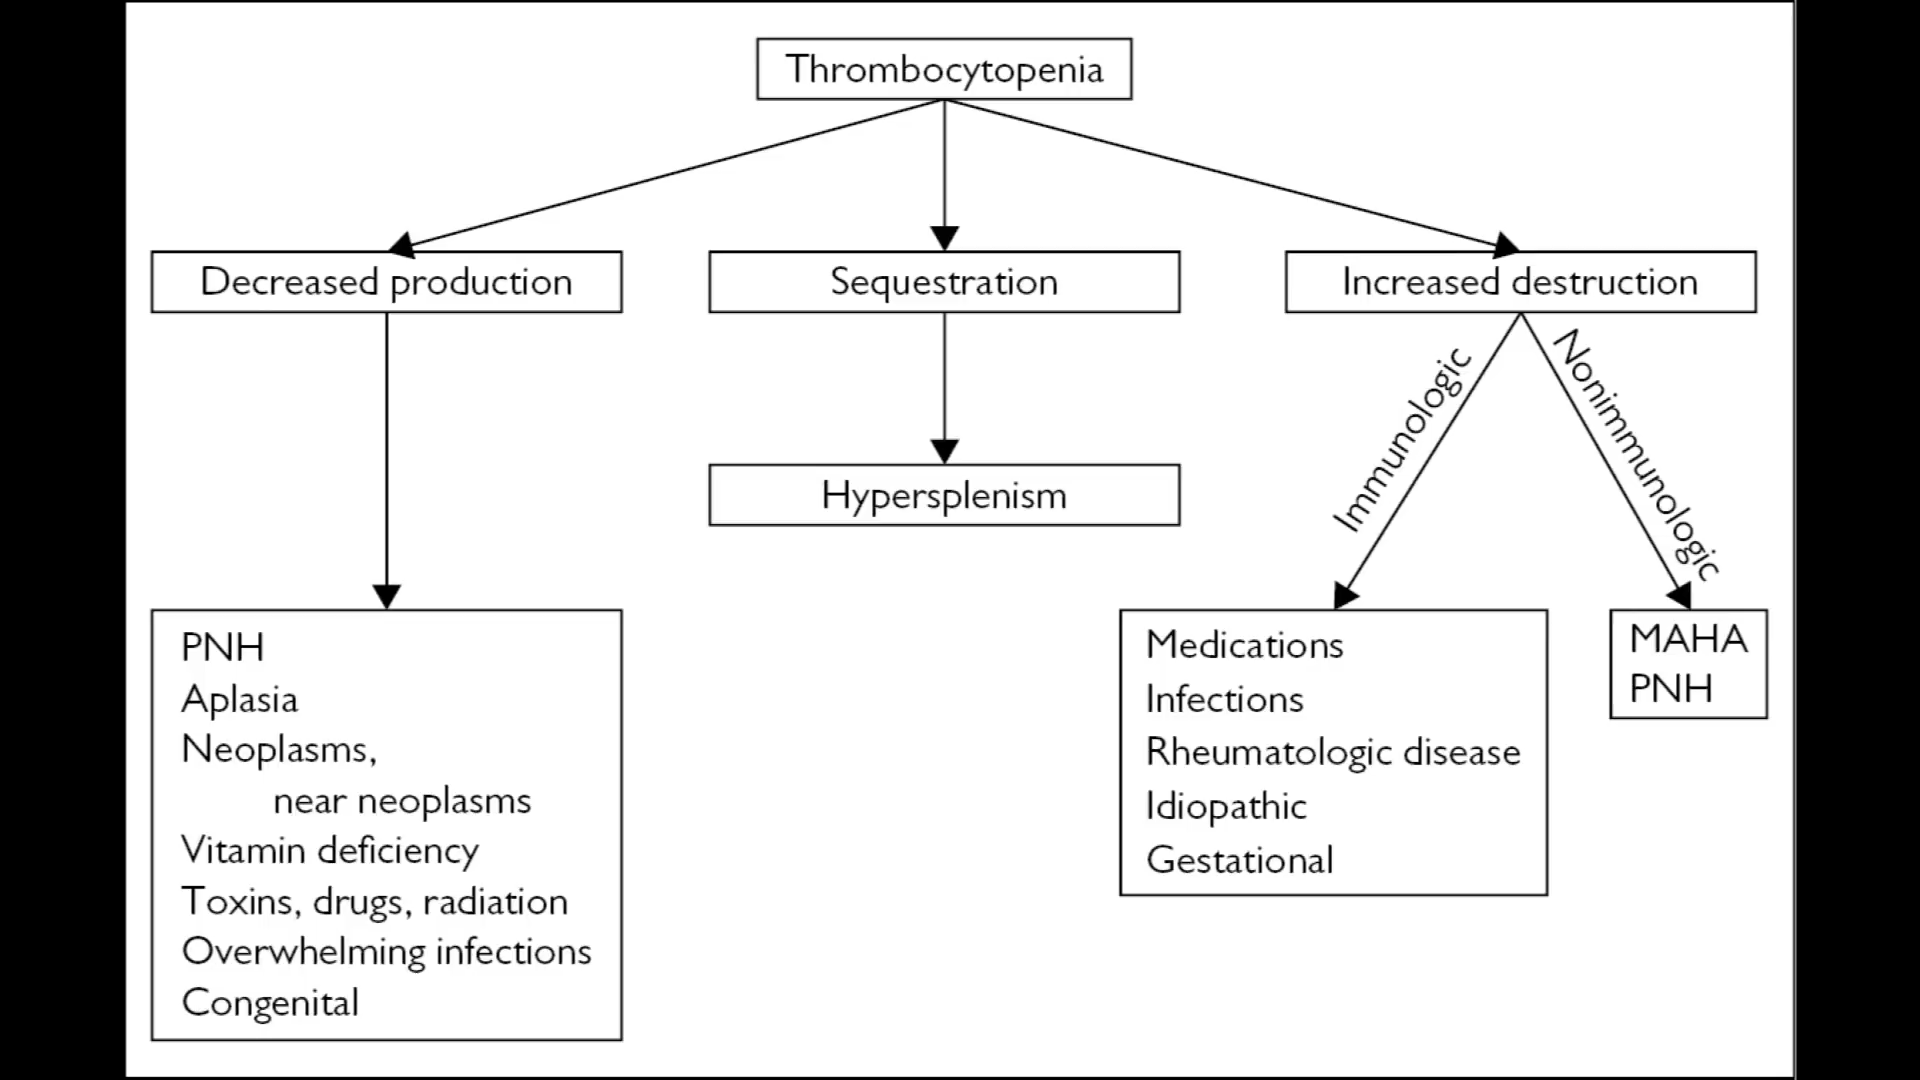 Thrombocytopenia
Decreased production
Sequestration
Increased destruction
Immunologic
Nonimmunologic
Hypersplenism
PNH
Aplasia
Neoplasms,
near neoplasms
Vitamin deficiency
Toxins, drugs, radiation
Overwhelming infections
Congenital
Medications
Infections
Rheumatologic disease
Idiopathic
Gestational
MAHA
PNH